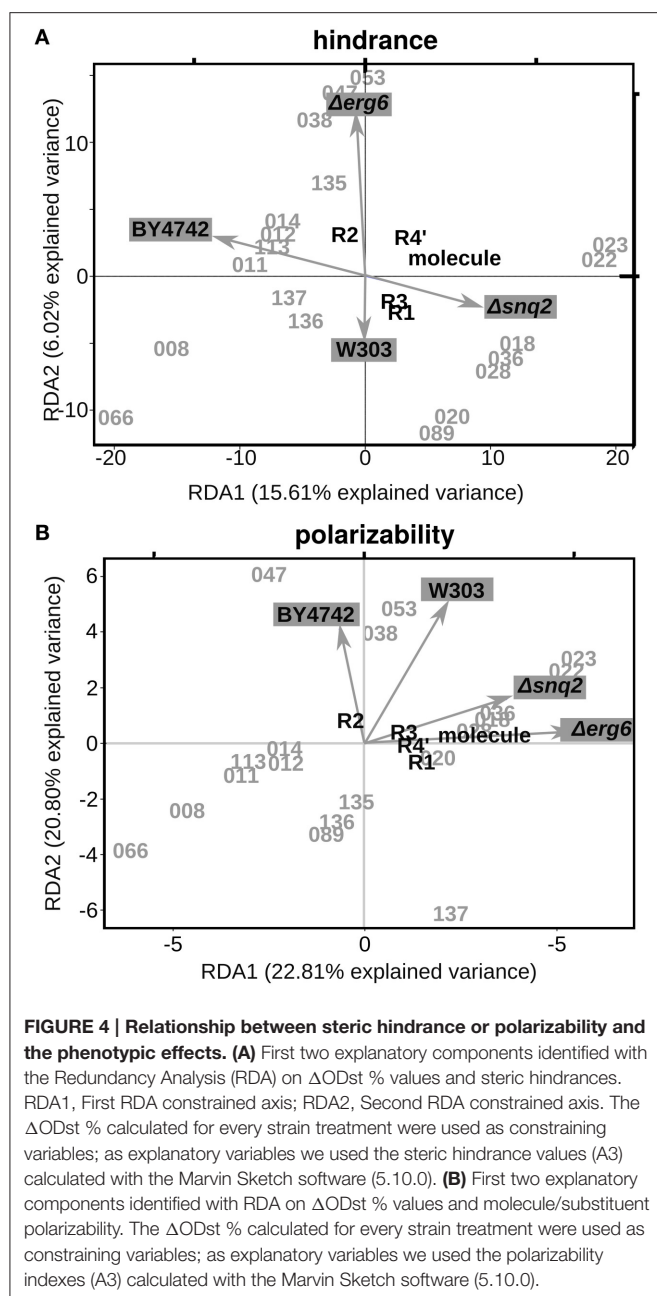 A
hindrance
053
047
Δerg6
038
10
135
014
R2
R4'
BY4742
012
023
113
molecule
022
011
0
137
R3
Δsnq2
R1
136
W303
018
008
036
028
066
-10
020
089
-20
-10
0
10
20
RDA2 (6.02% explained variance)
RDA1 (15.61% explained variance)
B
polarizability
6
047
W303
BY4742
053
4
038
023
022
2
Δsnq2
036
R2
018
Δerg6
R3
molecule
0
014
R4'
020
113
012
R1
011
-2
135
008
136
089
-4
066
-6
137
-5
0
-5
RDA2 (20.80% explained variance)
RDA1 (22.81% explained variance)
FIGURE 4 | Relationship between steric hindrance or polarizability and
the phenotypic effects. (A) First two explanatory components identified with
the Redundancy Analysis (RDA) on ΔODst % values and steric hindrances.
RDA1, First RDA constrained axis; RDA2, Second RDA constrained axis. The
ΔODst % calculated for every strain treatment were used as constraining
variables; as explanatory variables we used the steric hindrance values (A3)
calculated with the Marvin Sketch software (5.10.0). (B) First two explanatory
components identified with RDA on ΔODst % values and molecule/substituent
polarizability. The ΔODst % calculated for every strain treatment were used as
constraining variables; as explanatory variables we used the polarizability
indexes (A3) calculated with the Marvin Sketch software (5.10.0).